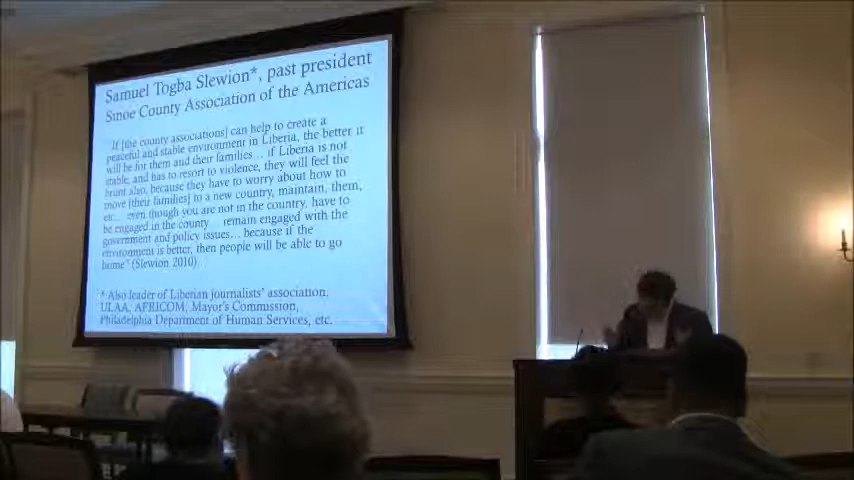 Samuel Togba Slewion*, past president
Sinoe County Association of the Americas
"If [the county associations] can help to create a
peaceful and stable environment in Liberia, the better it
will be for them and their families... if Liberia is not
stable, and has to resort to violence, they will feel the
brunt also, because they have to worry about how to
move [their families] to a new country, maintain, them,
etc... even though you are not in the country, have to
be engaged in the county... remain engaged with the
government and policy issues... because if the
environment is better, then people will be able to go
home" (Slewion 2010).
* Also leader of Liberian journalists' association,
ULAA, AFRICOM, Mayor's Commission,
Philadelphia Department of Human Services, etc.